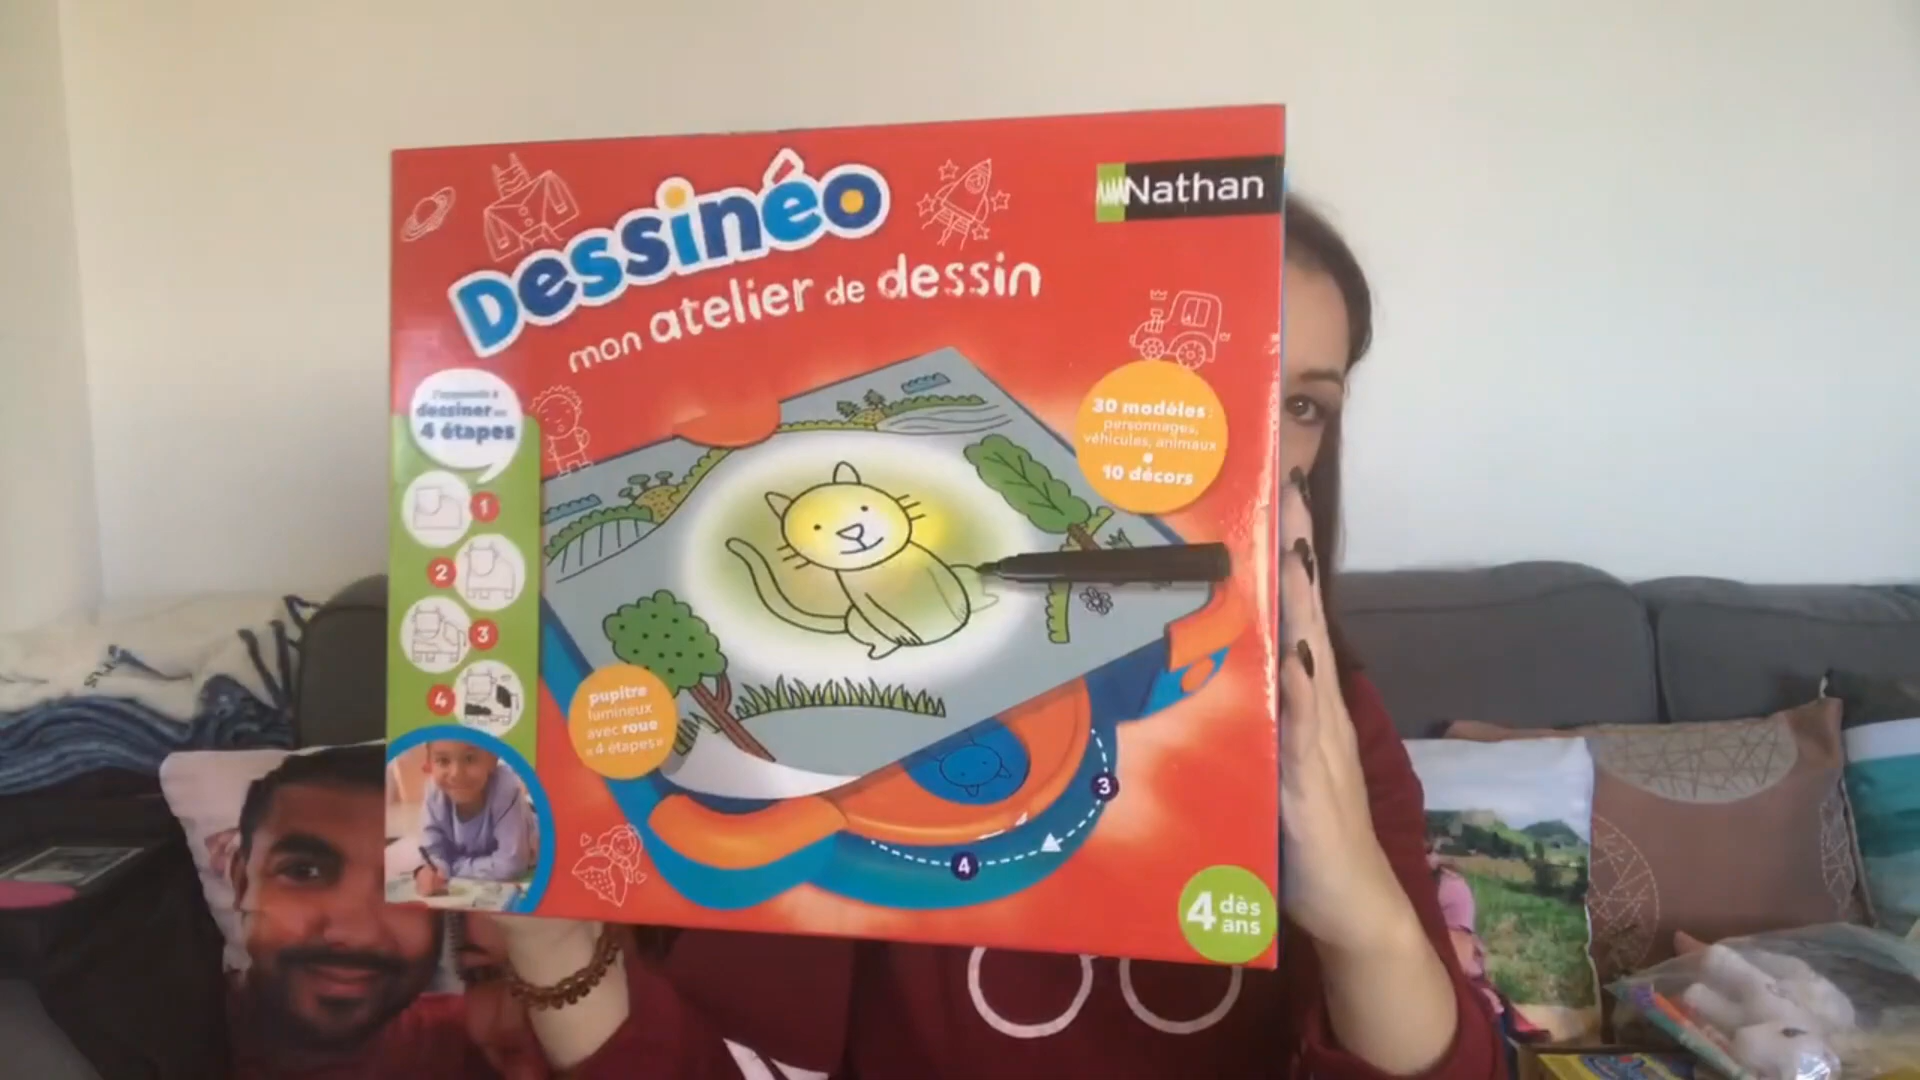 Nathan
Dessinéo
mon atelier de dessin
J'apprends à
dessiner en
4 étapes
1
2
3
4
30 modèles :
personnages,
véhicules, animaux
10 décors
pupitre
lumineux
avec roue
«4 étapes»
3
4
4 dès
ans